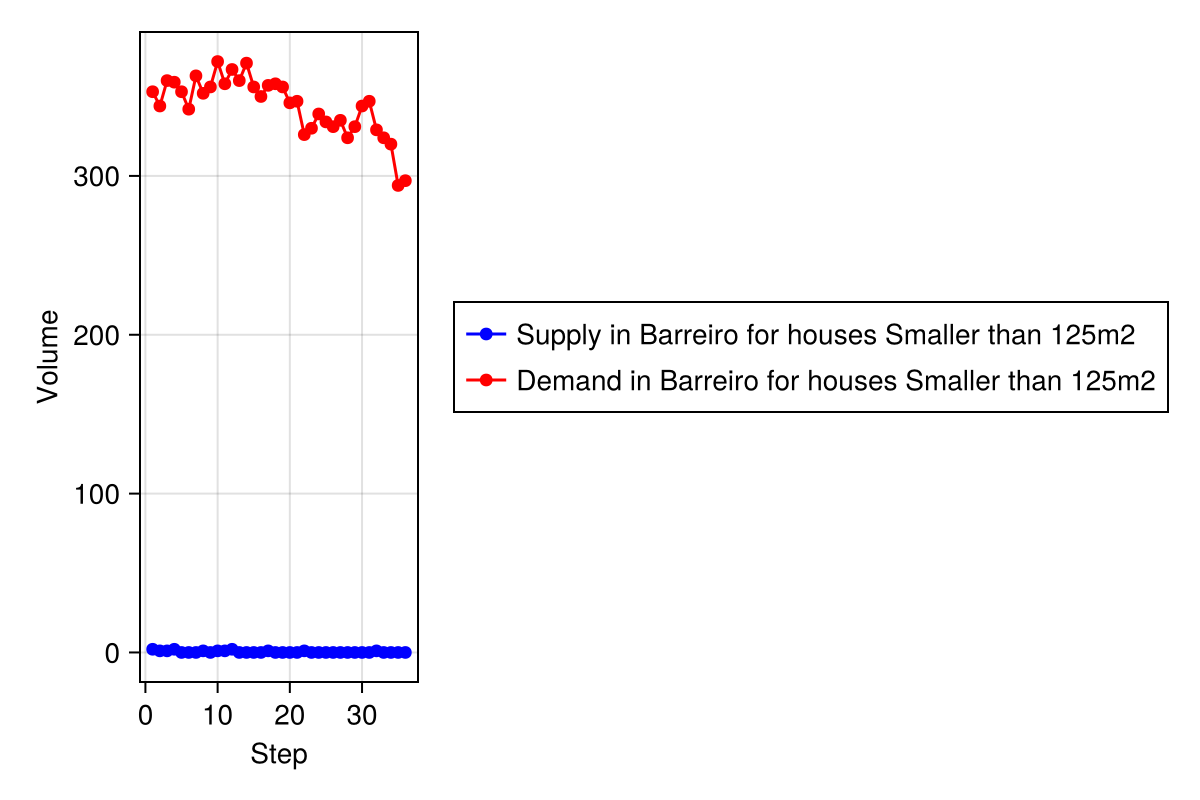 300
200
100
0
Volume
0 10 20 30
Step
Supply in Barreiro for houses Smaller than 125m2
Demand in Barreiro for houses Smaller than 125m2